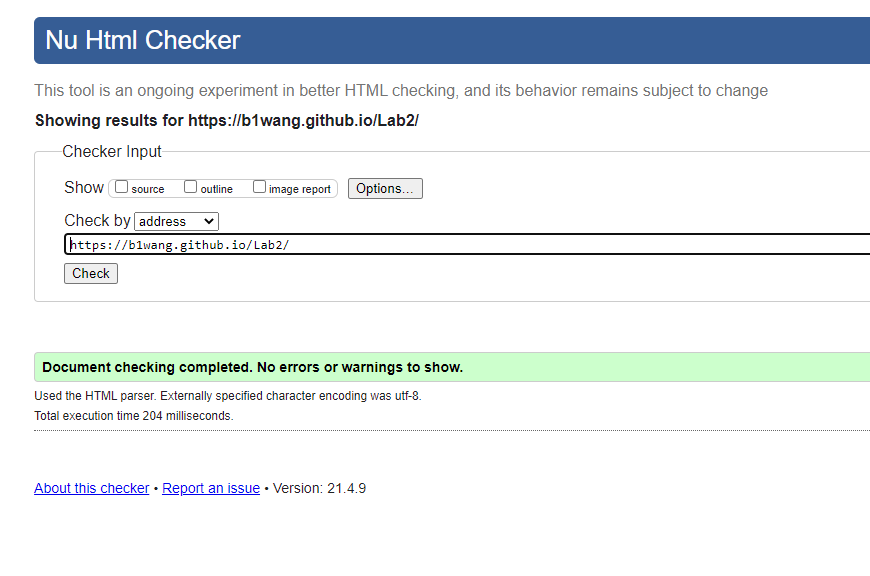 Nu Html Checker
This tool is an ongoing experiment in better HTML checking, and its behavior remains subject to change
Showing results for https://b1wang.github.io/Lab2/
Checker Input
Show source outline image report Options...
Check by address
https://b1wang.github.io/Lab2/
Check
Document checking completed. No errors or warnings to show.
Used the HTML parser. Externally specified character encoding was utf-8.
Total execution time 204 milliseconds.
About this checker • Report an issue • Version: 21.4.9